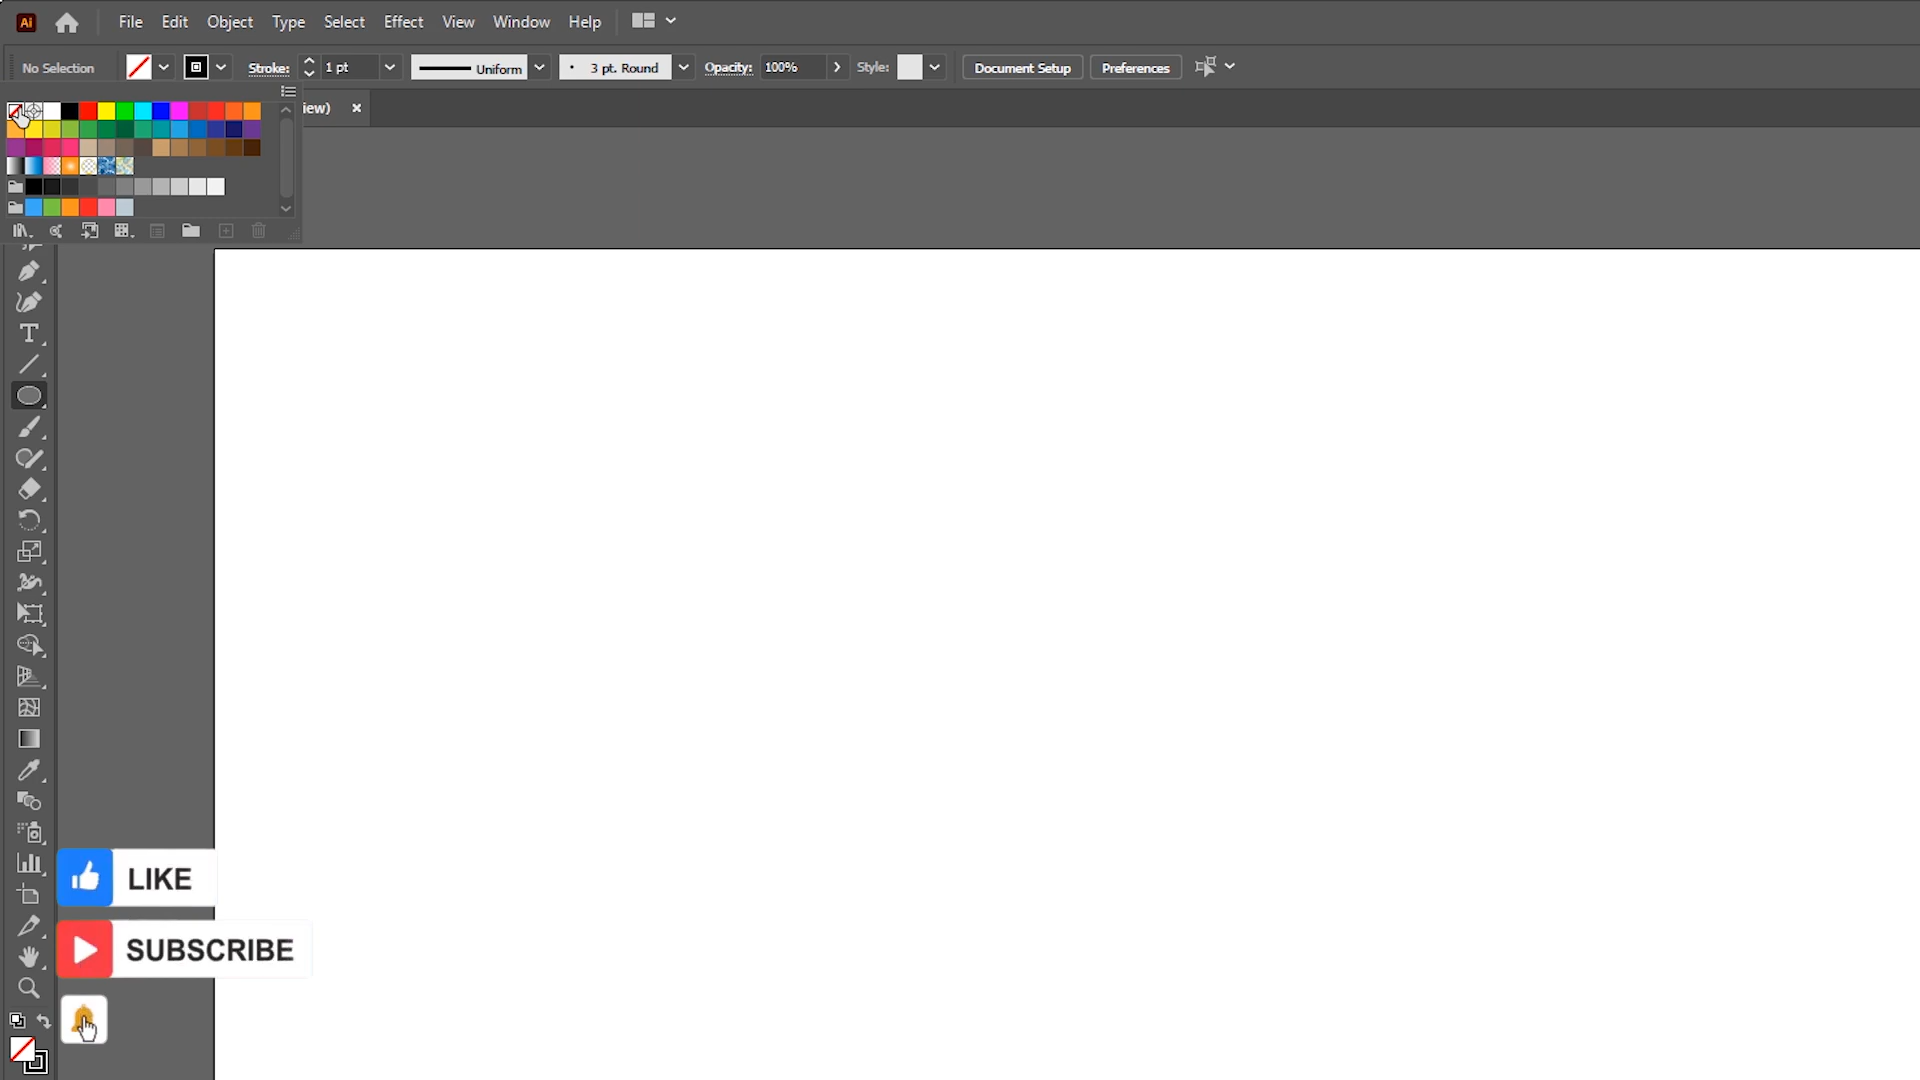 Ai File Edit Object Type Select Effect View Window Help
No Selection Stroke: 1 pt Uniform 3 pt. Round Opacity: 100% Style: Document Setup Preferences
iew) ×
LIKE
SUBSCRIBE